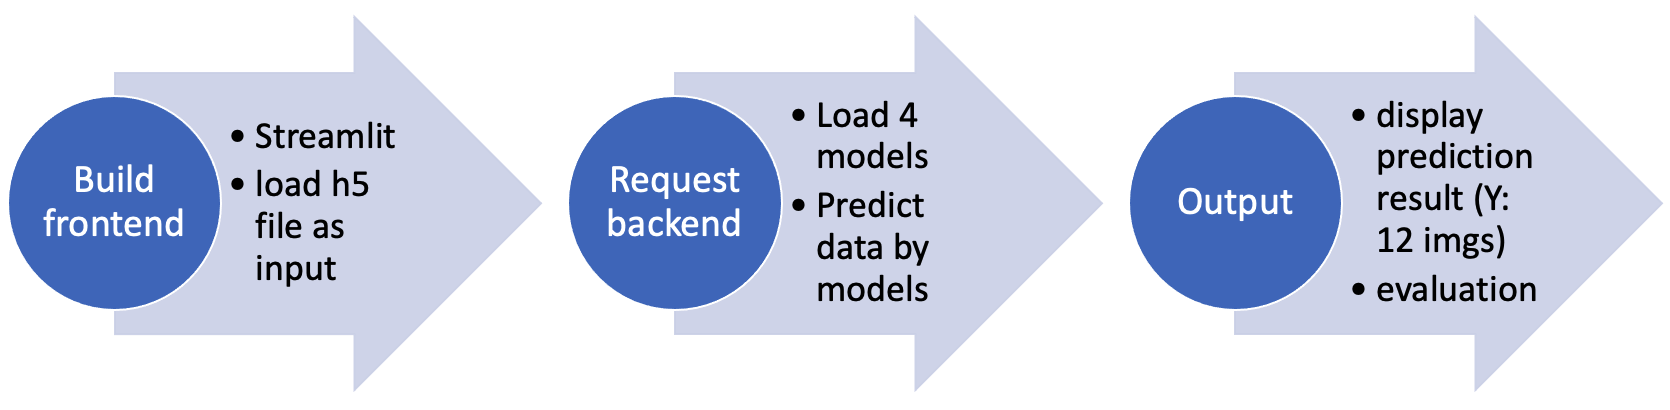 Build
frontend
• Streamlit
• load h5
file as
input
Request
backend
• Load 4
models
• Predict
data by
models
Output
• display
prediction
result (Y:
12 imgs)
• evaluation